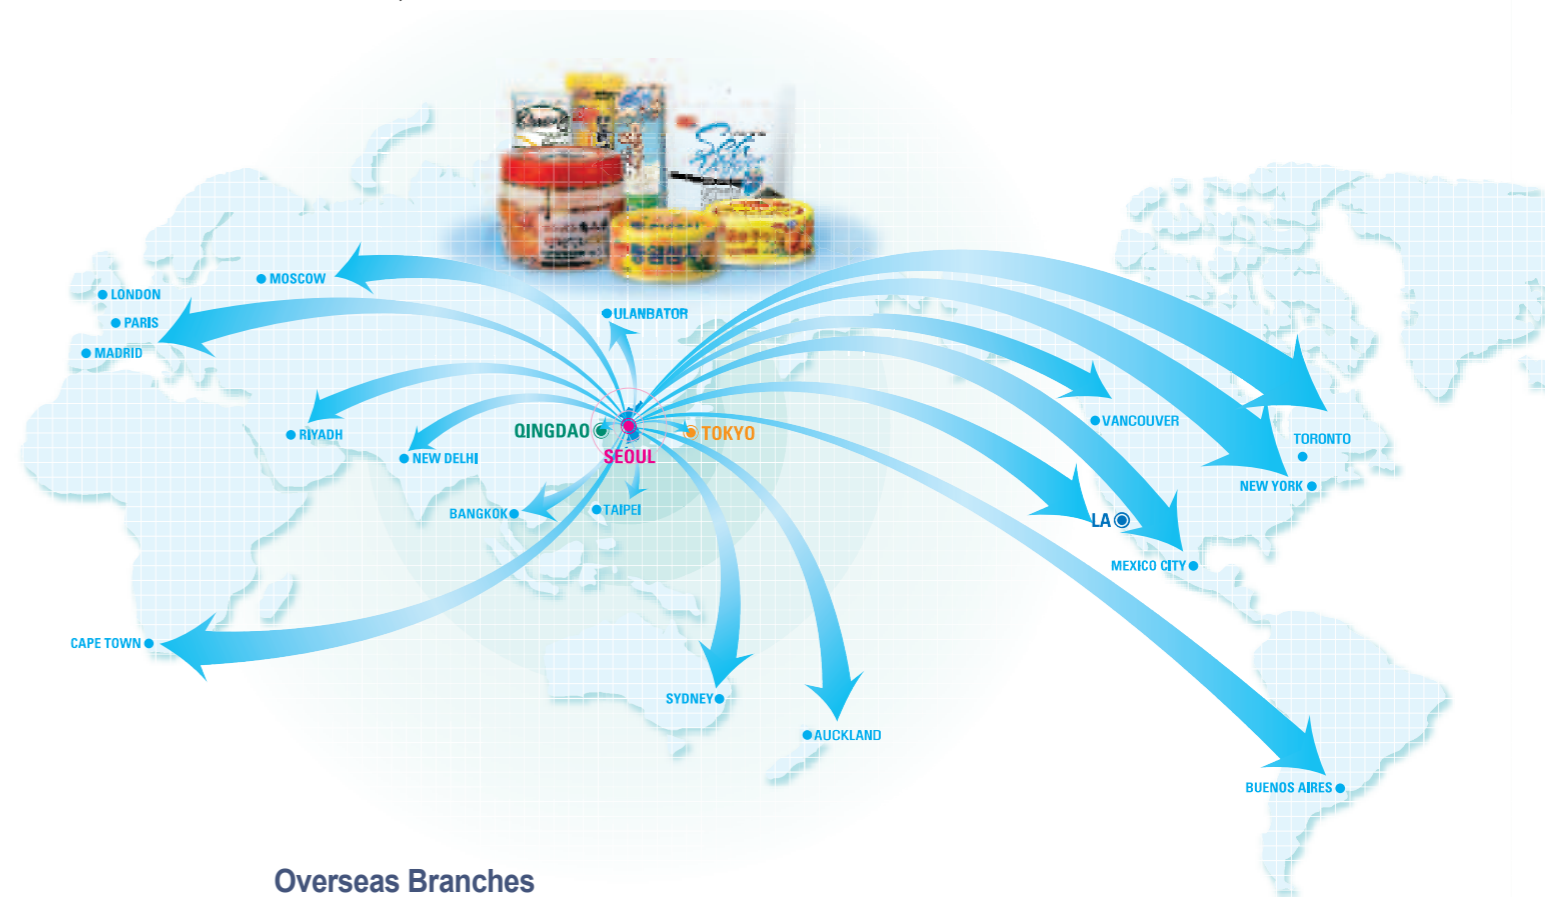 Sea
MOSCOW
LONDON
ULANBATOR
PARIS
MADRID
VANCOUVER
RIYADH
QINGDAO
TOKYO
TORONTO
SEOUL
NEW DELHI
NEW YORK
BANGKOK
TAIPEI
LA
MEXICO CITY
CAPE TOWN
SYDNEY
AUCKLAND
BUENOS AIRES
Overseas Branches